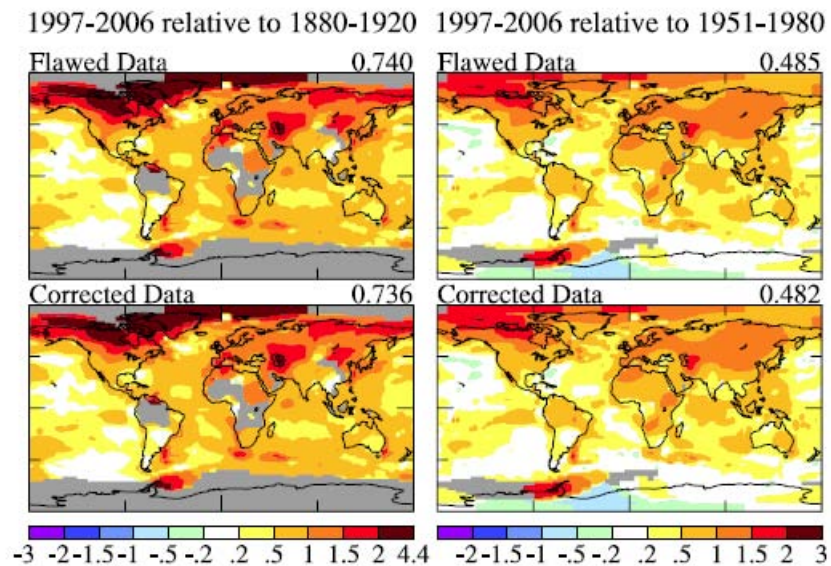 1997-2006 relative to 1880-1920
1997-2006 relative to 1951-1980
Flawed Data 0.740
Flawed Data 0.485
Corrected Data 0.736
Corrected Data 0.482
-3 -2 -1.5 -1 -.5 -.2 .2 .5 1 1.5 2 4.4
-2 -1.5 -1 -.5 -.2 .2 .5 1 1.5 2 3